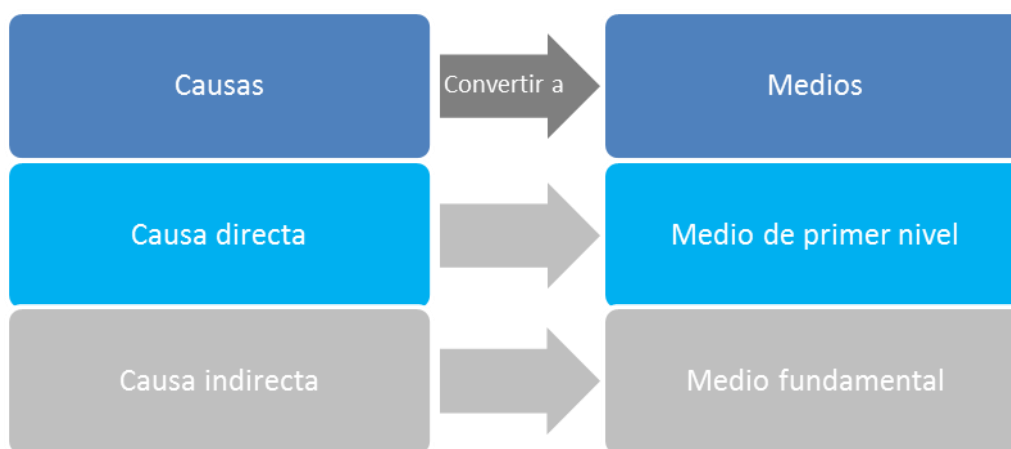 Causas
Convertir a
Medios
Causa directa
Medio de primer nivel
Causa indirecta
Medio fundamental